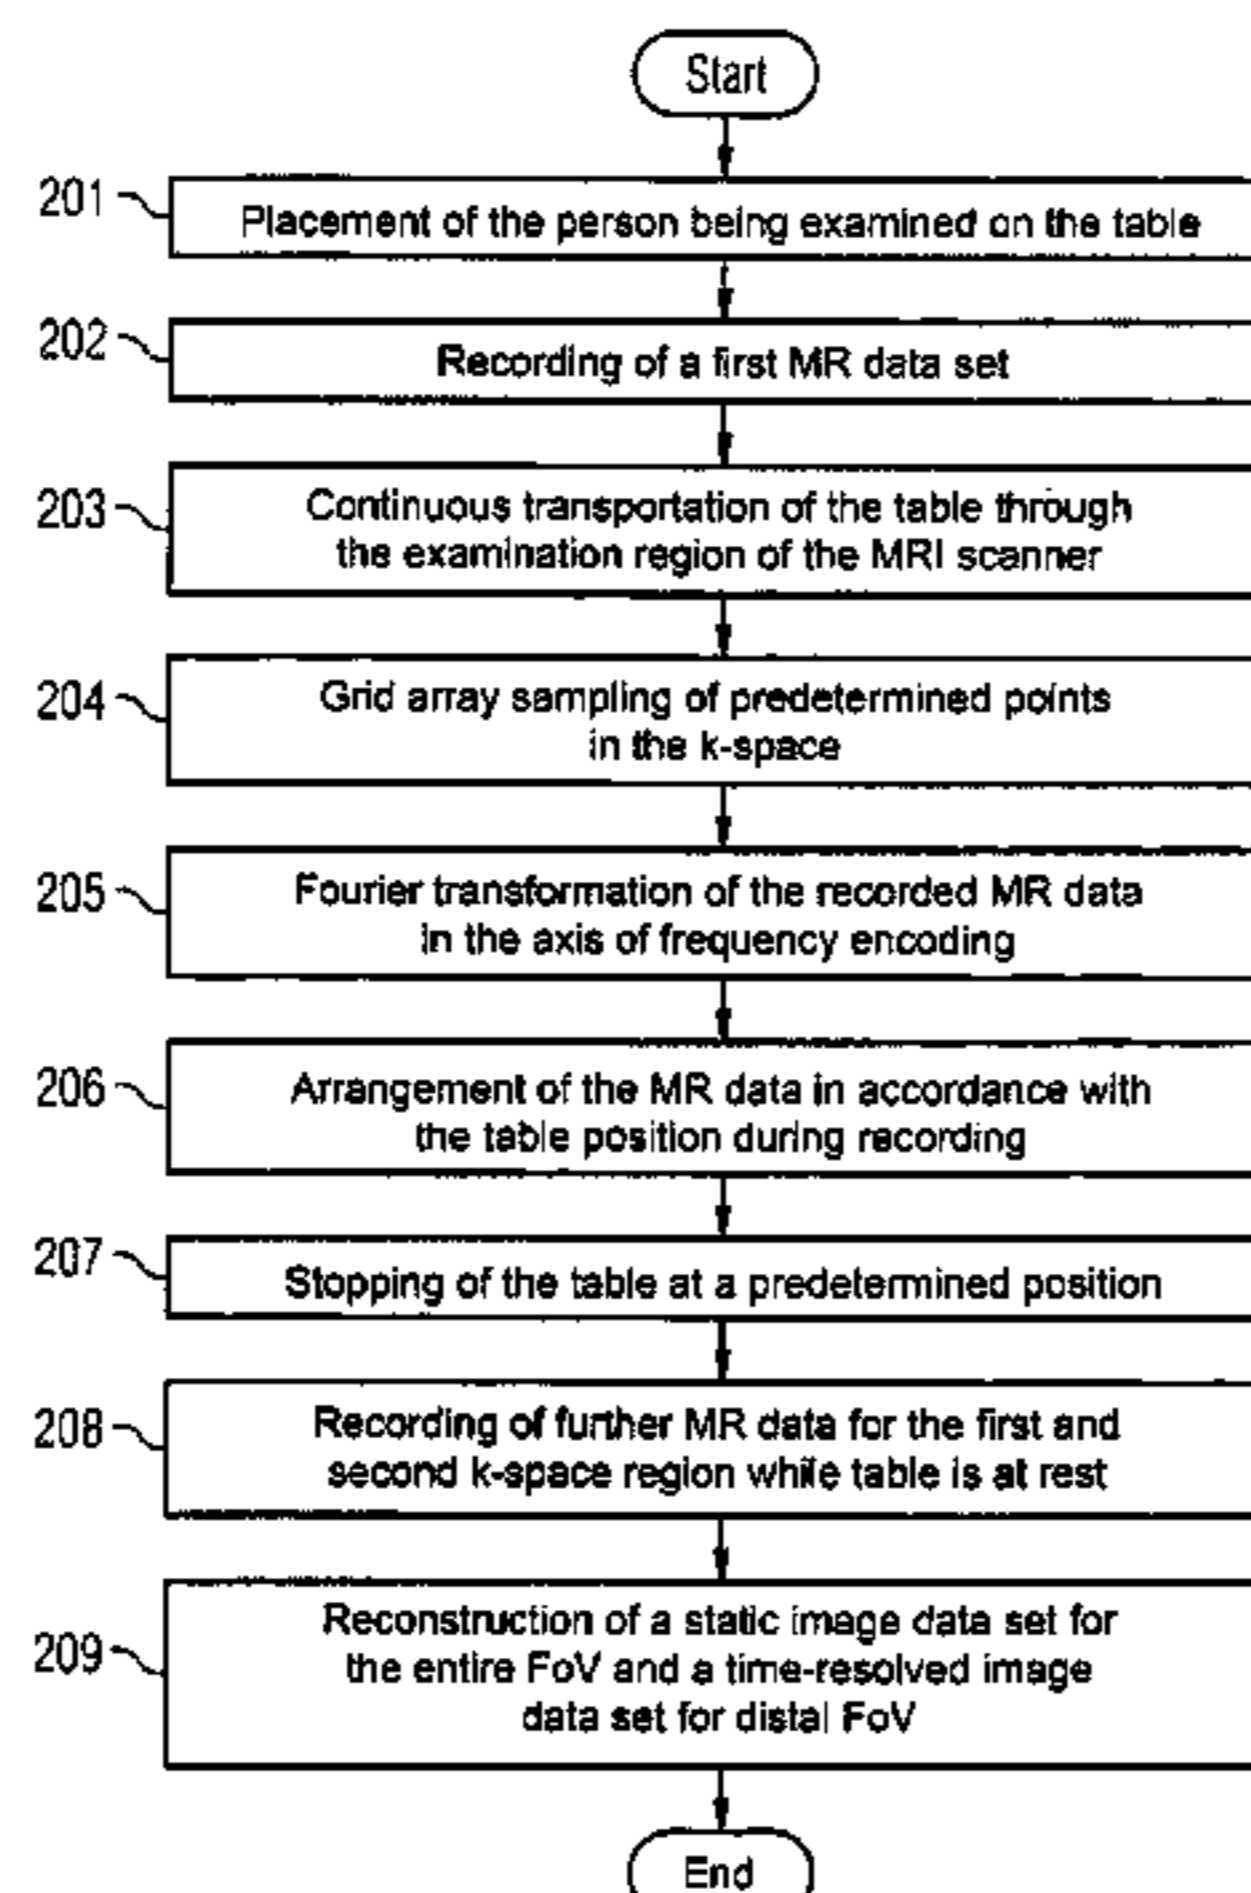 Start
201
Placement of the person being examined on the table
202
Recording of a first MR data set
203
Continuous transportation of the table through
the examination region of the MRI scanner
204
Grid array sampling of predetermined points
in the k-space
205
Fourier transformation of the recorded MR data
in the axis of frequency encoding
206
Arrangement of the MR data in accordance with
the table position during recording
207
Stopping of the table at a predetermined position
208
Recording of further MR data for the first and
second k-space region while table is at rest
209
Reconstruction of a static image data set for
the entire FoV and a time-resolved image
data set for distal FoV
End